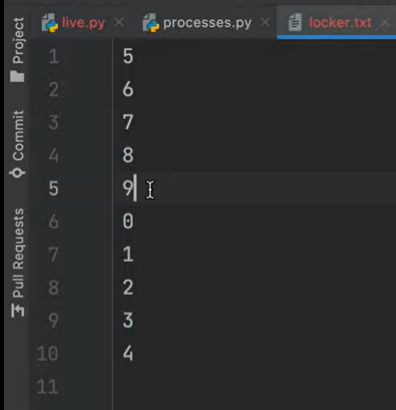 live.py processes.py locker.txt
Project
Commit
Pull Requests
1 5
2 6
3 7
4 8
5 9
6 0
7 1
8 2
9 3
10 4
11